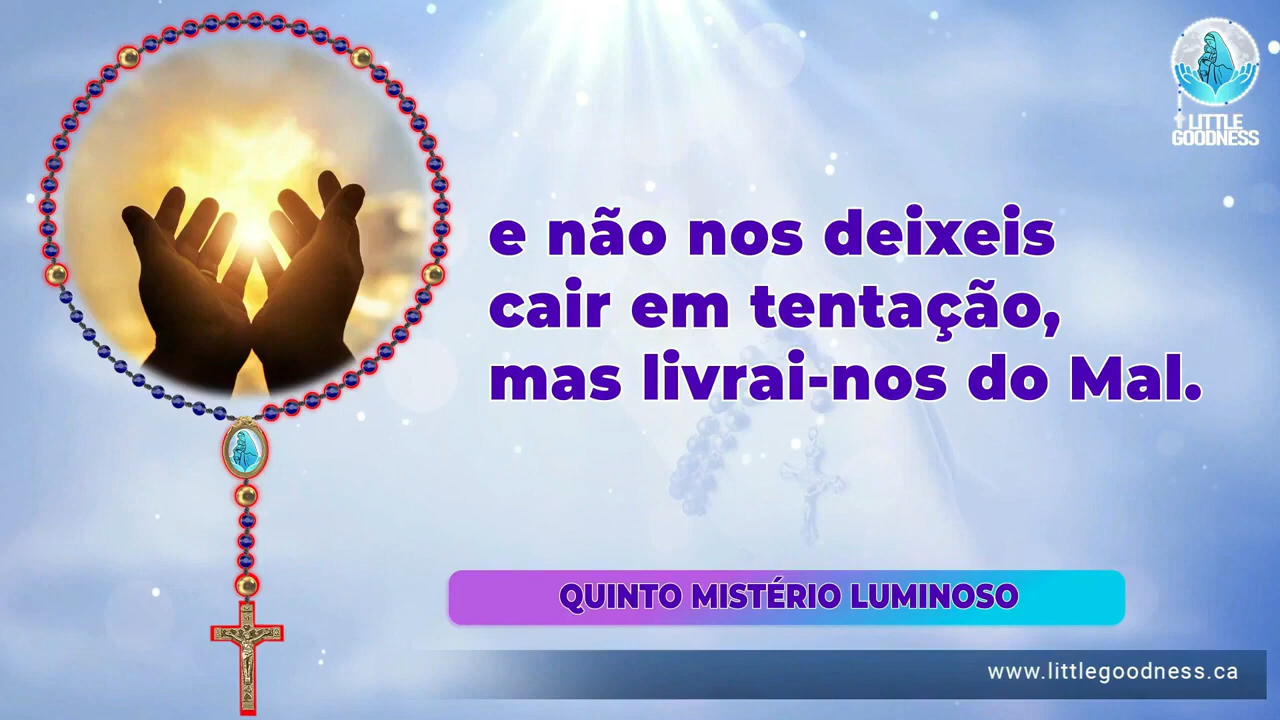 LITTLE
GOODNESS
e não nos deixeis
cair em tentação,
mas livrai-nos do Mal.
QUINTO MISTÉRIO LUMINOSO
www.littlegoodness.ca